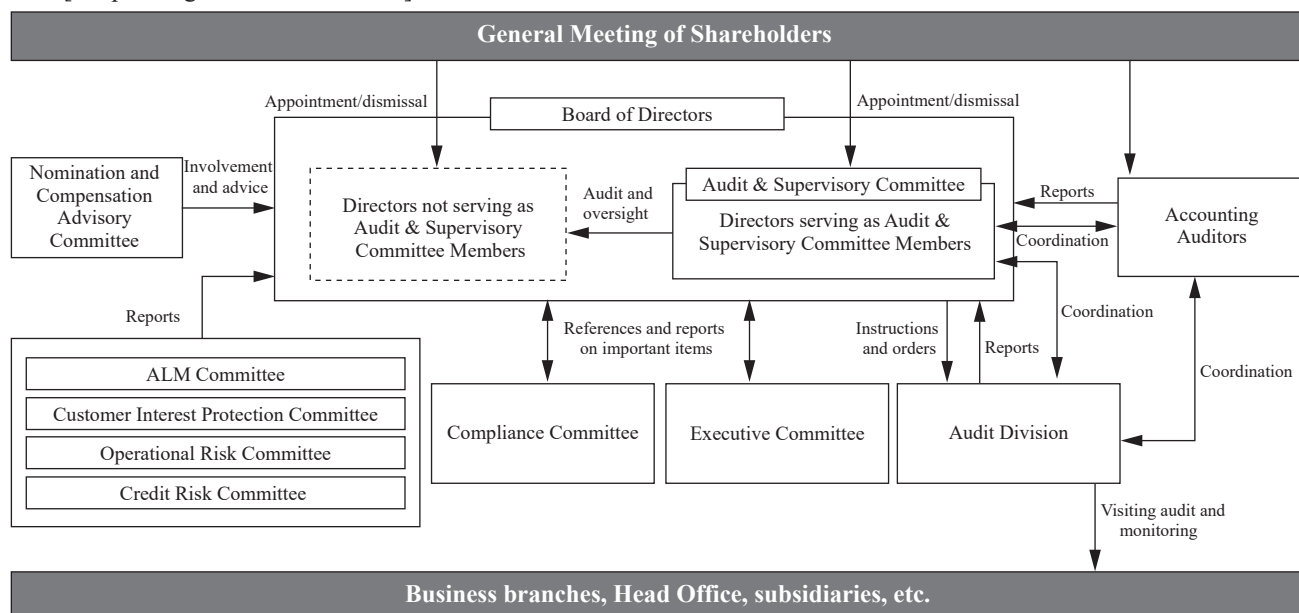 General Meeting of Shareholders
Appointment/dismissal
Appointment/dismissal
Board of Directors
Nomination and
Compensation
Advisory
Committee
Involvement
and advice
Directors not serving as
Audit & Supervisory
Committee Members
Audit and
oversight
Audit & Supervisory Committee
Directors serving as Audit &
Supervisory Committee Members
Reports
Coordination
Accounting
Auditors
Reports
References and reports
on important items
Instructions
and orders
Reports
Coordination
Coordination
ALM Committee
Customer Interest Protection Committee
Operational Risk Committee
Credit Risk Committee
Compliance Committee
Executive Committee
Audit Division
Visiting audit and
monitoring
Business branches, Head Office, subsidiaries, etc.